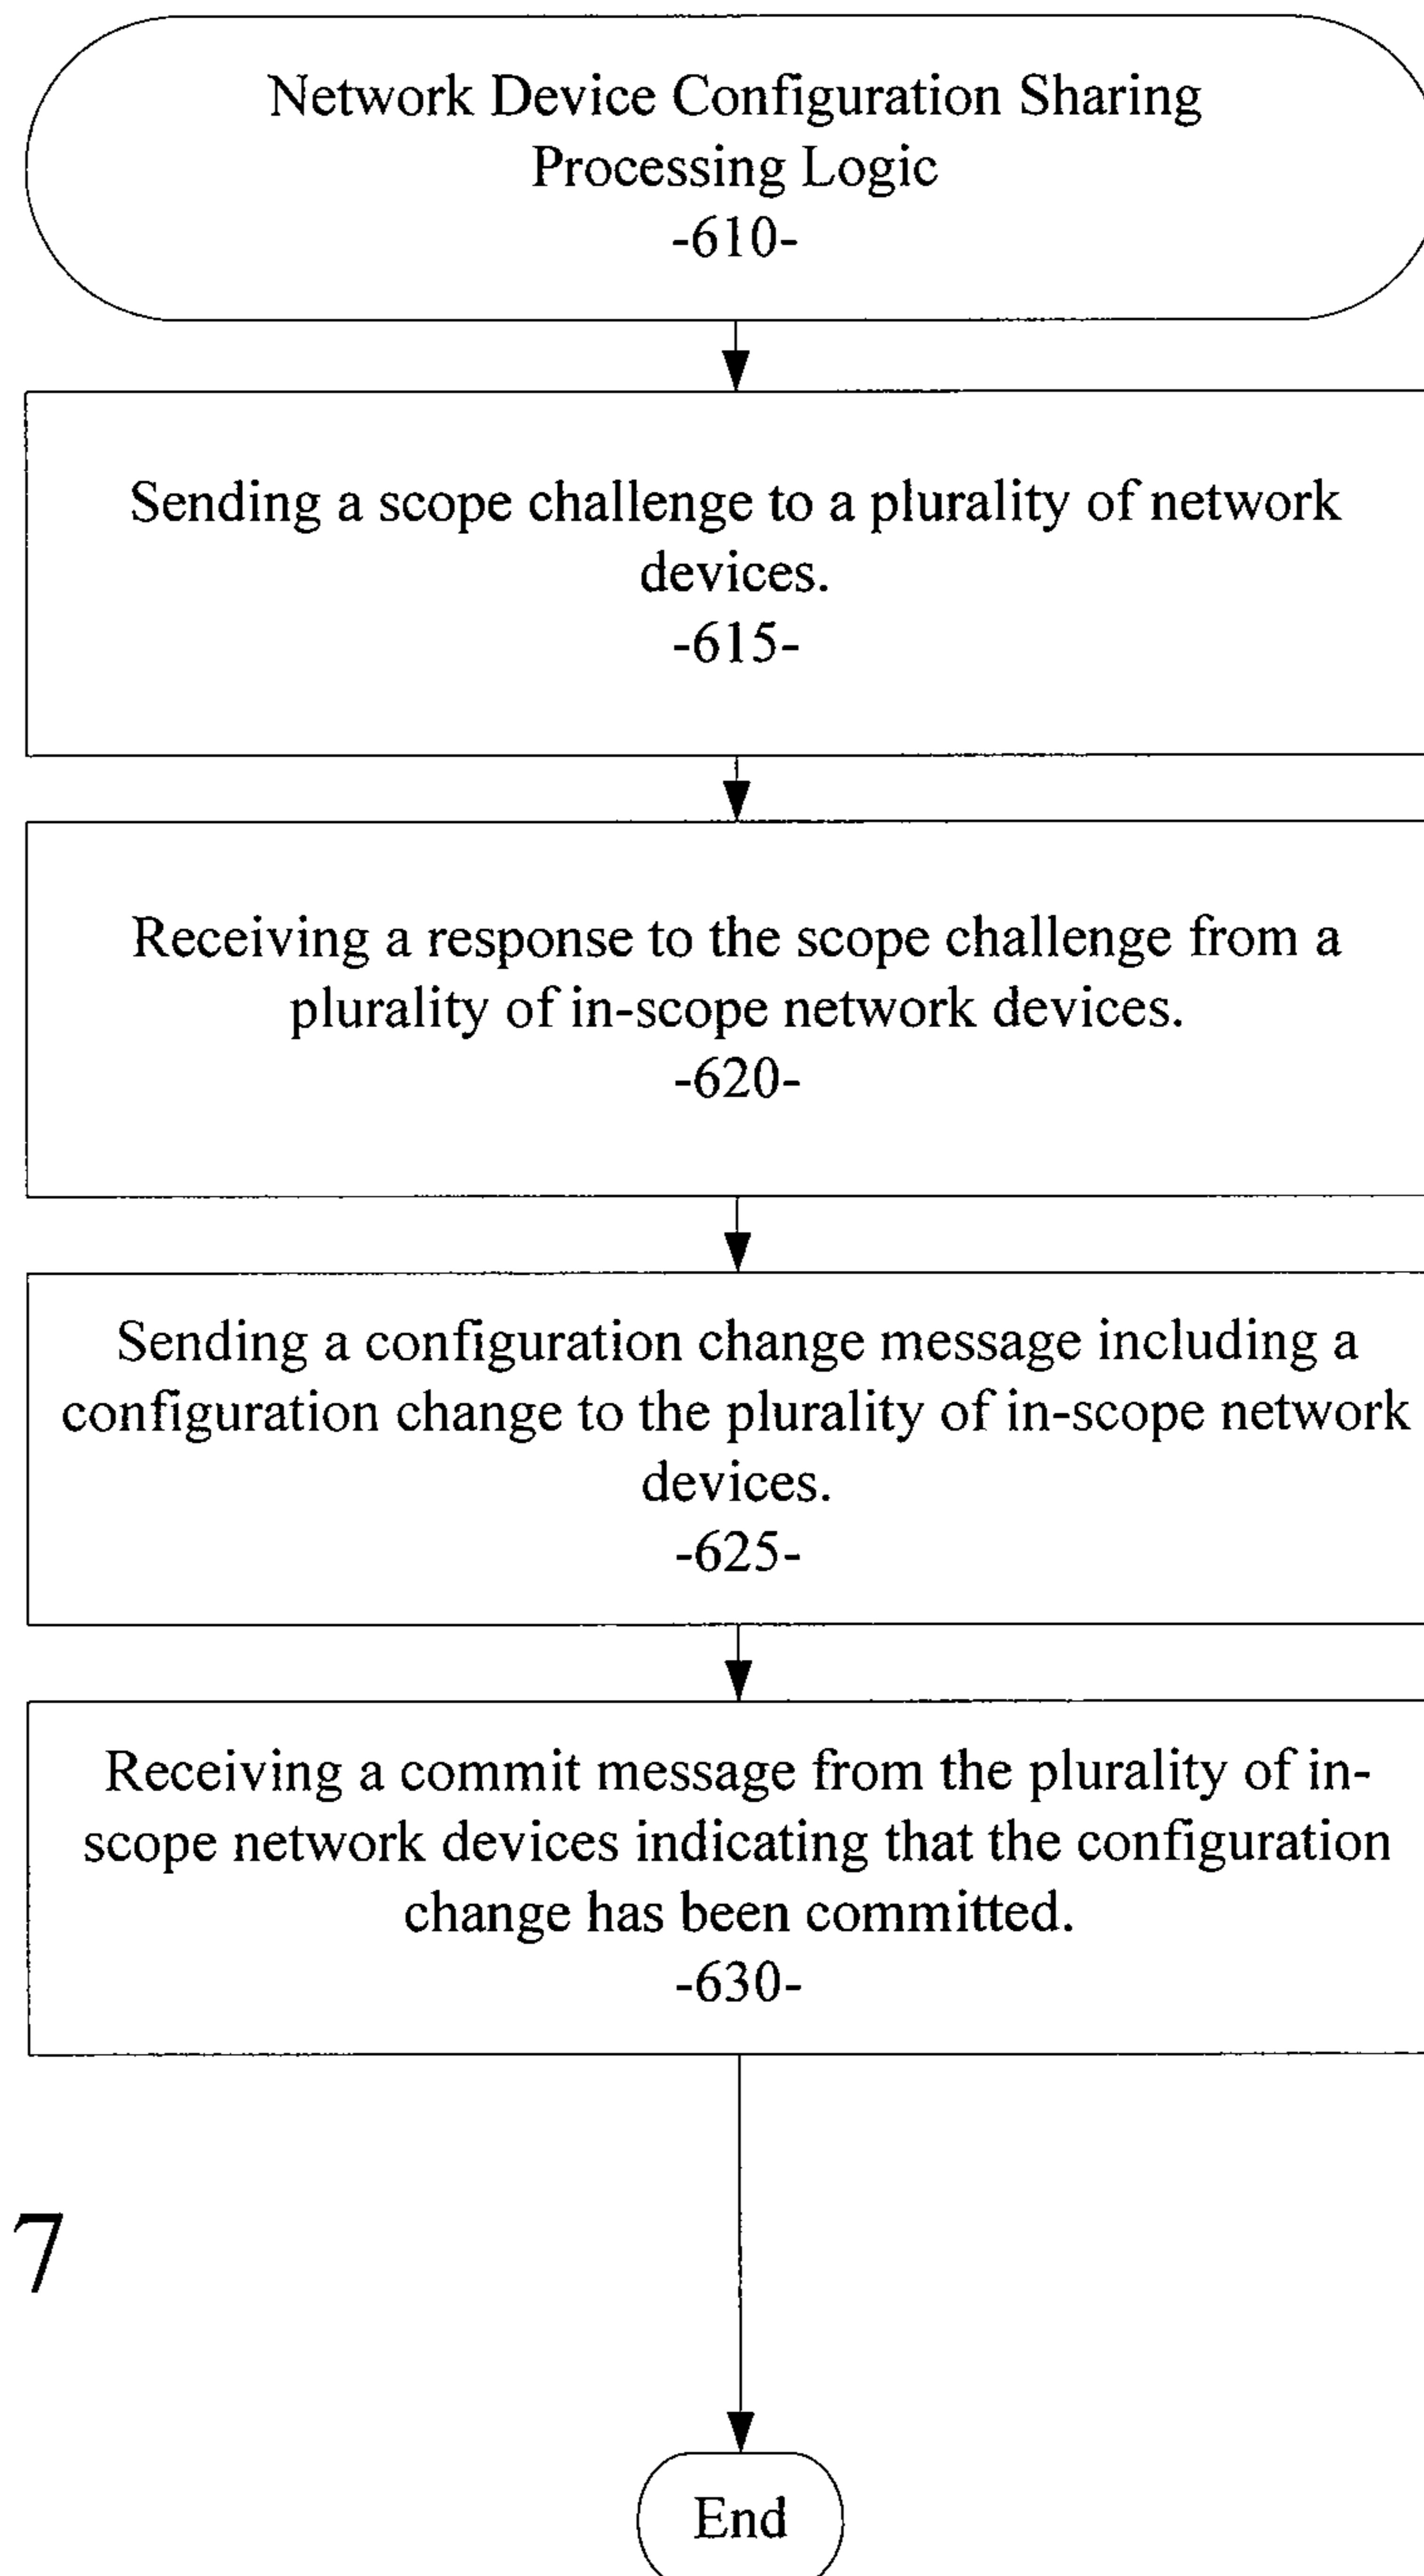 Network Device Configuration Sharing
Processing Logic
-610-
Sending a scope challenge to a plurality of network
devices.
-615-
Receiving a response to the scope challenge from a
plurality of in-scope network devices.
-620-
Sending a configuration change message including a
configuration change to the plurality of in-scope network
devices.
-625-
Receiving a commit message from the plurality of in-
scope network devices indicating that the configuration
change has been committed.
-630-
7
End